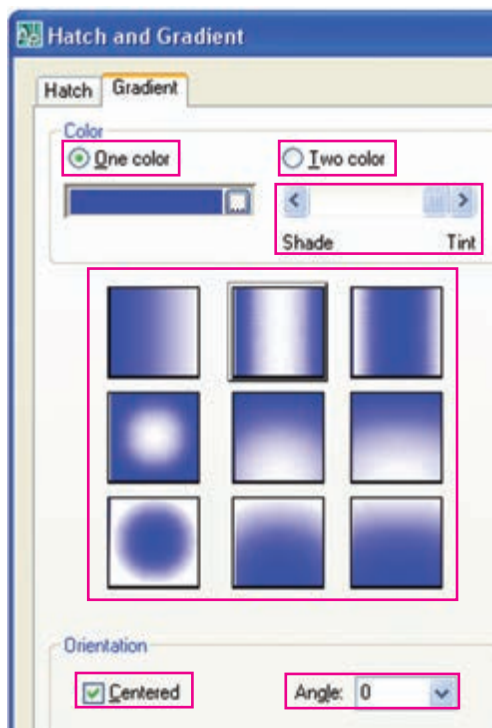 Hatch and Gradient
Hatch Gradient
Color
One color Two color
Shade Tint
Orientation
Centered Angle: 0